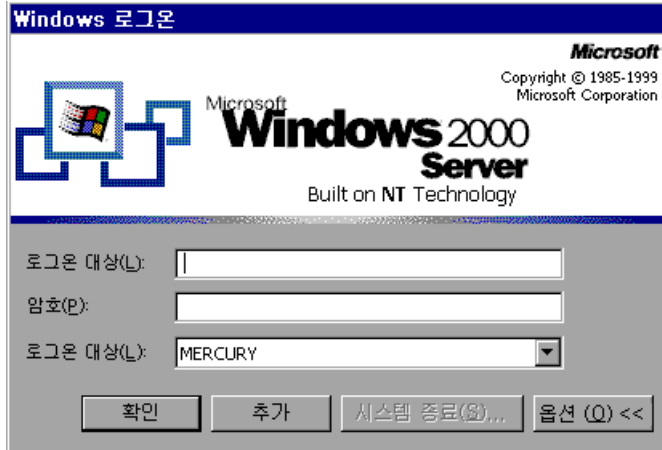 Windows 로그온
Microsoft
Copyright © 1985-1999
Microsoft Corporation
Microsoft
Windows 2000
Server
Built on NT Technology
로그온 대상(L):
암호(P):
로그온 대상(L): MERCURY
확인 추가 시스템 종료(S)... 옵션 (O) <<